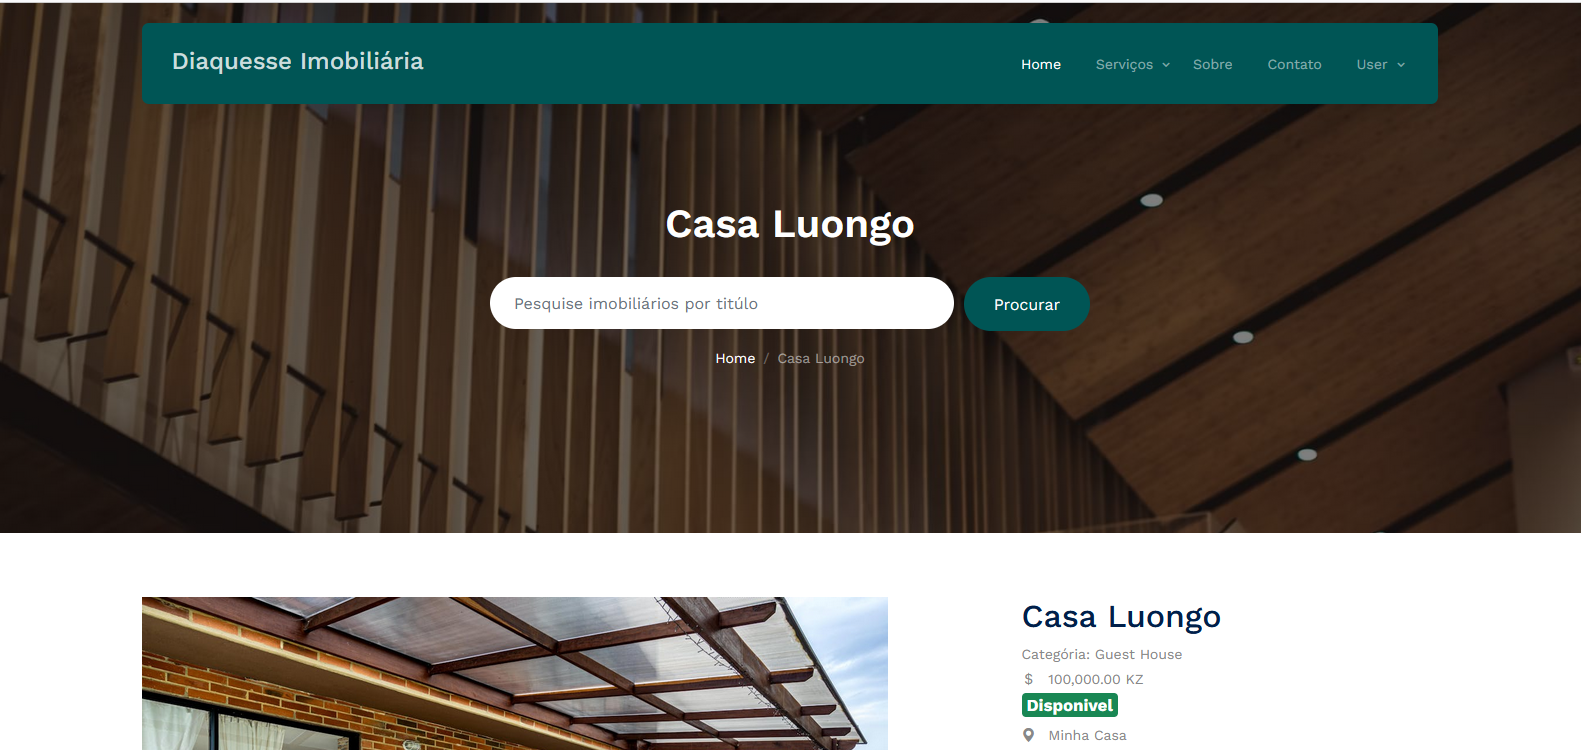 Diaquesse Imobiliária
Home Serviços Sobre Contato User
Casa Luongo
Pesquise imobiliários por titúlo
Procurar
Home / Casa Luongo
Casa Luongo
Categória: Guest House
$ 100,000.00 KZ
Disponivel
Minha Casa